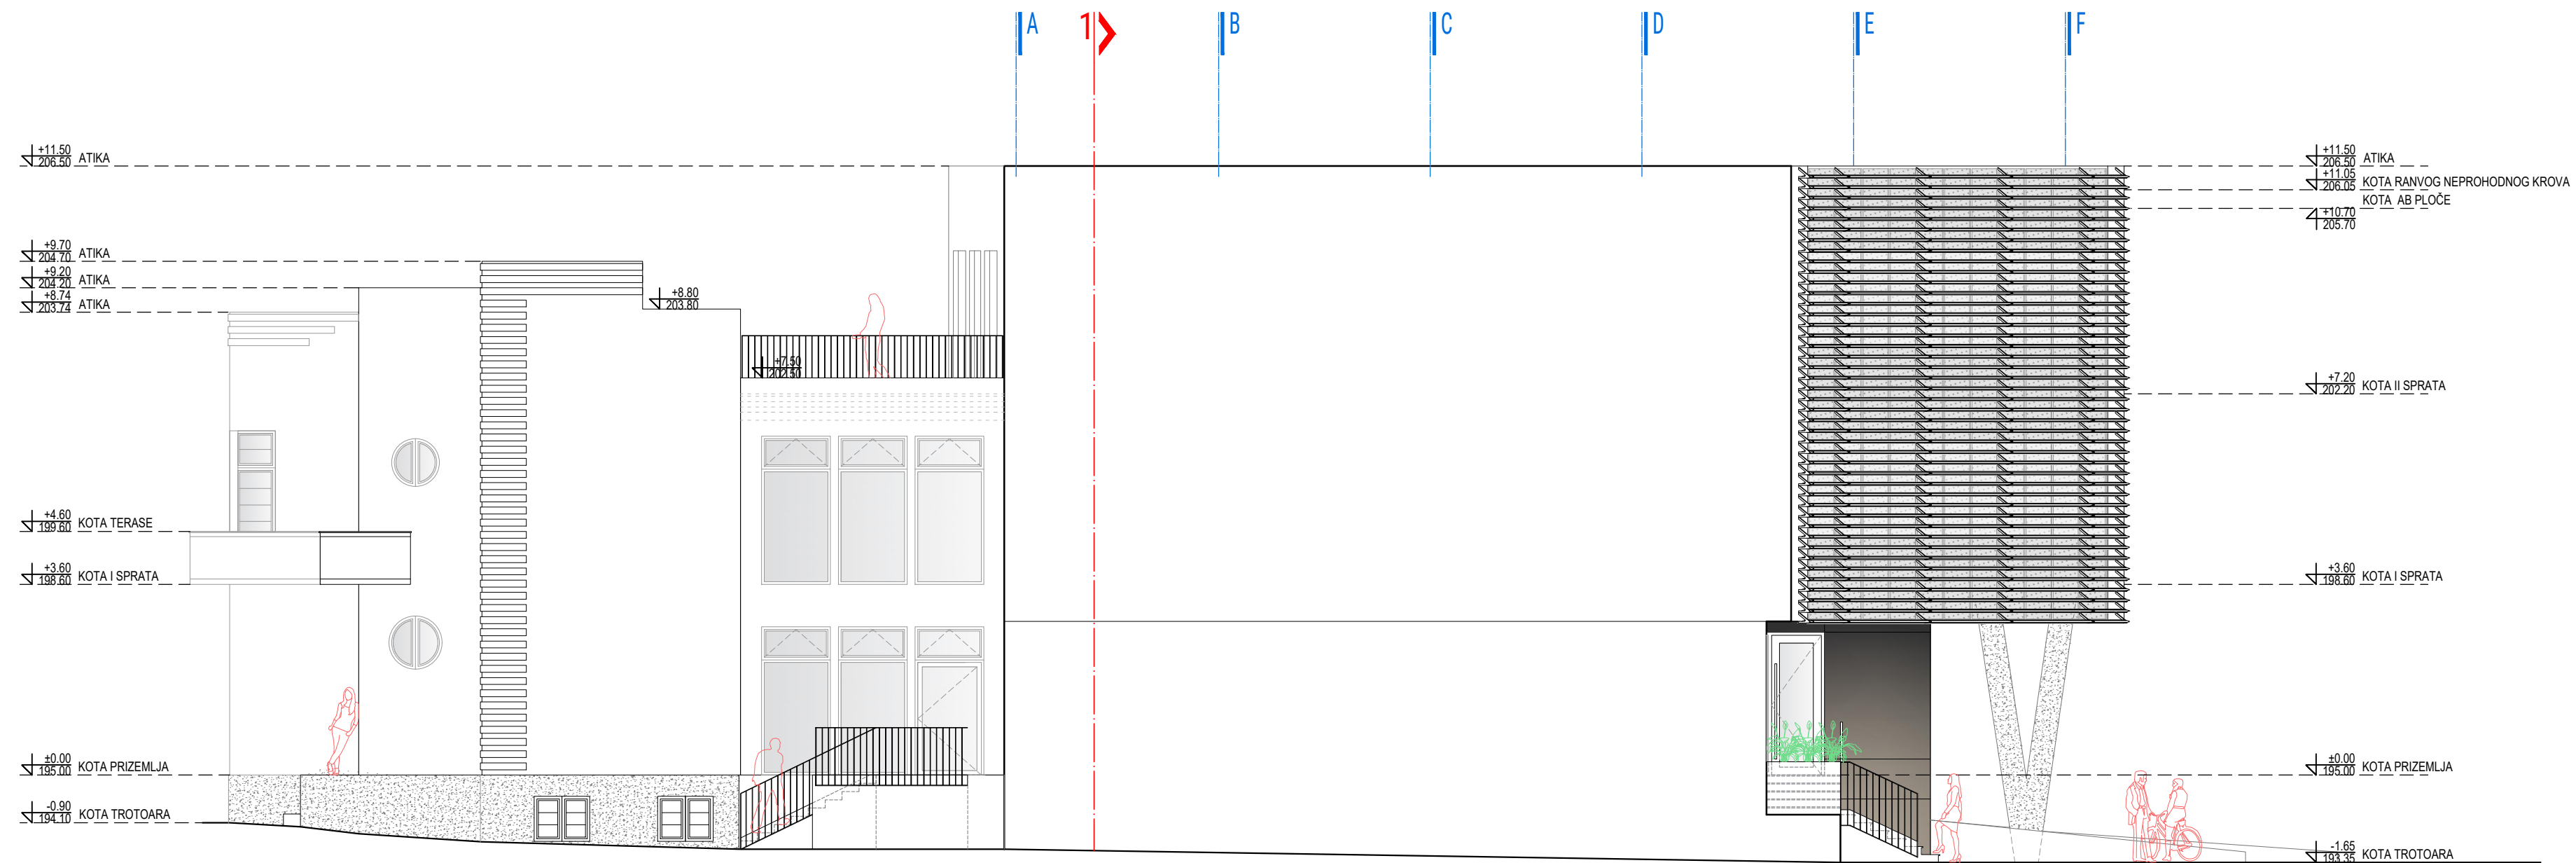 A
1
B
C
D
E
F
+11.50 ATIKA
206.50
+9.70 ATIKA
204.70
+9.20 ATIKA
204.20
+8.74 ATIKA
203.74
+8.80
203.80
+7.50
202.50
+4.60 KOTA TERASE
199.60
+3.60 KOTA I SPRATA
198.60
±0.00 KOTA PRIZEMLJA
195.00
-0.90 KOTA TROTOARA
194.10
+11.50 ATIKA
206.50
+11.05 KOTA RANVOG NEPROHODNOG KROVA
206.05
KOTA AB PLOČE
+10.70
205.70
+7.20 KOTA II SPRATA
202.20
+3.60 KOTA I SPRATA
198.60
±0.00 KOTA PRIZEMLJA
195.00
-1.65 KOTA TROTOARA
193.35